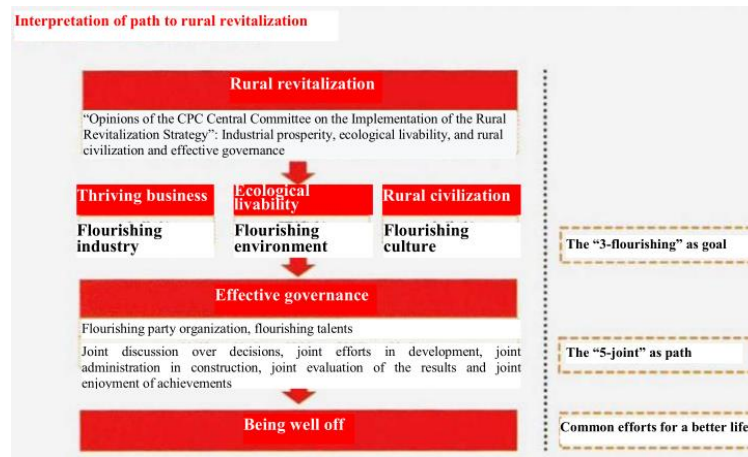 Interpretation of path to rural revitalization
Rural revitalization
“Opinions of the CPC Central Committee on the Implementation of the Rural
Revitalization Strategy”: Industrial prosperity, ecological livability, and rural
civilization and effective governance
Thriving business
Ecological
livability
Rural civilization
Flourishing
industry
Flourishing
environment
Flourishing
culture
The “3-flourishing” as goal
Effective governance
Flourishing party organization, flourishing talents
Joint discussion over decisions, joint efforts in development, joint
administration in construction, joint evaluation of the results and joint
enjoyment of achievements
The “5-joint” as path
Being well off
Common efforts for a better life